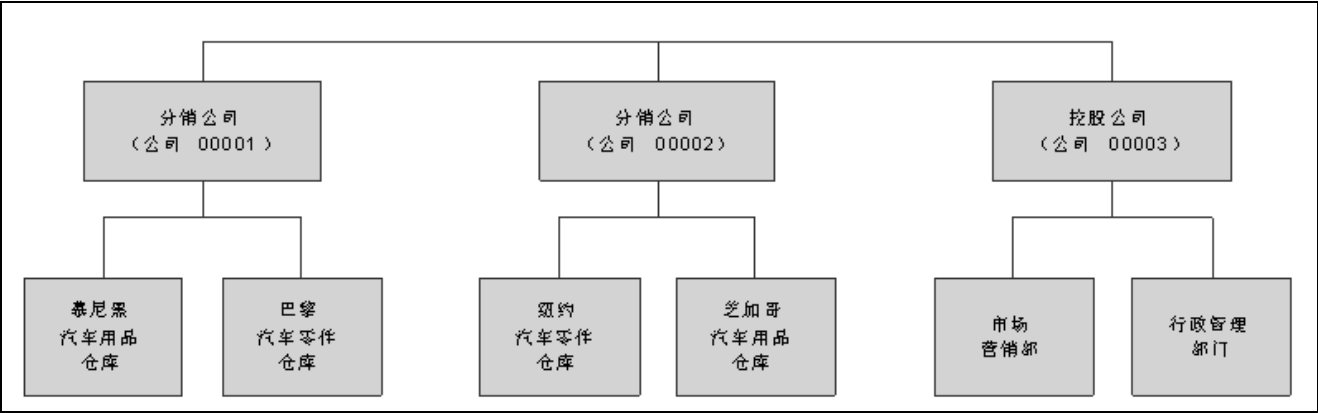 分销公司
（公司 00001）
分销公司
（公司 00002）
控股公司
（公司 00003）
慕尼黑
汽车用品
仓库
巴黎
汽车零件
仓库
纽约
汽车零件
仓库
芝加哥
汽车用品
仓库
市场
营销部
行政管理
部门